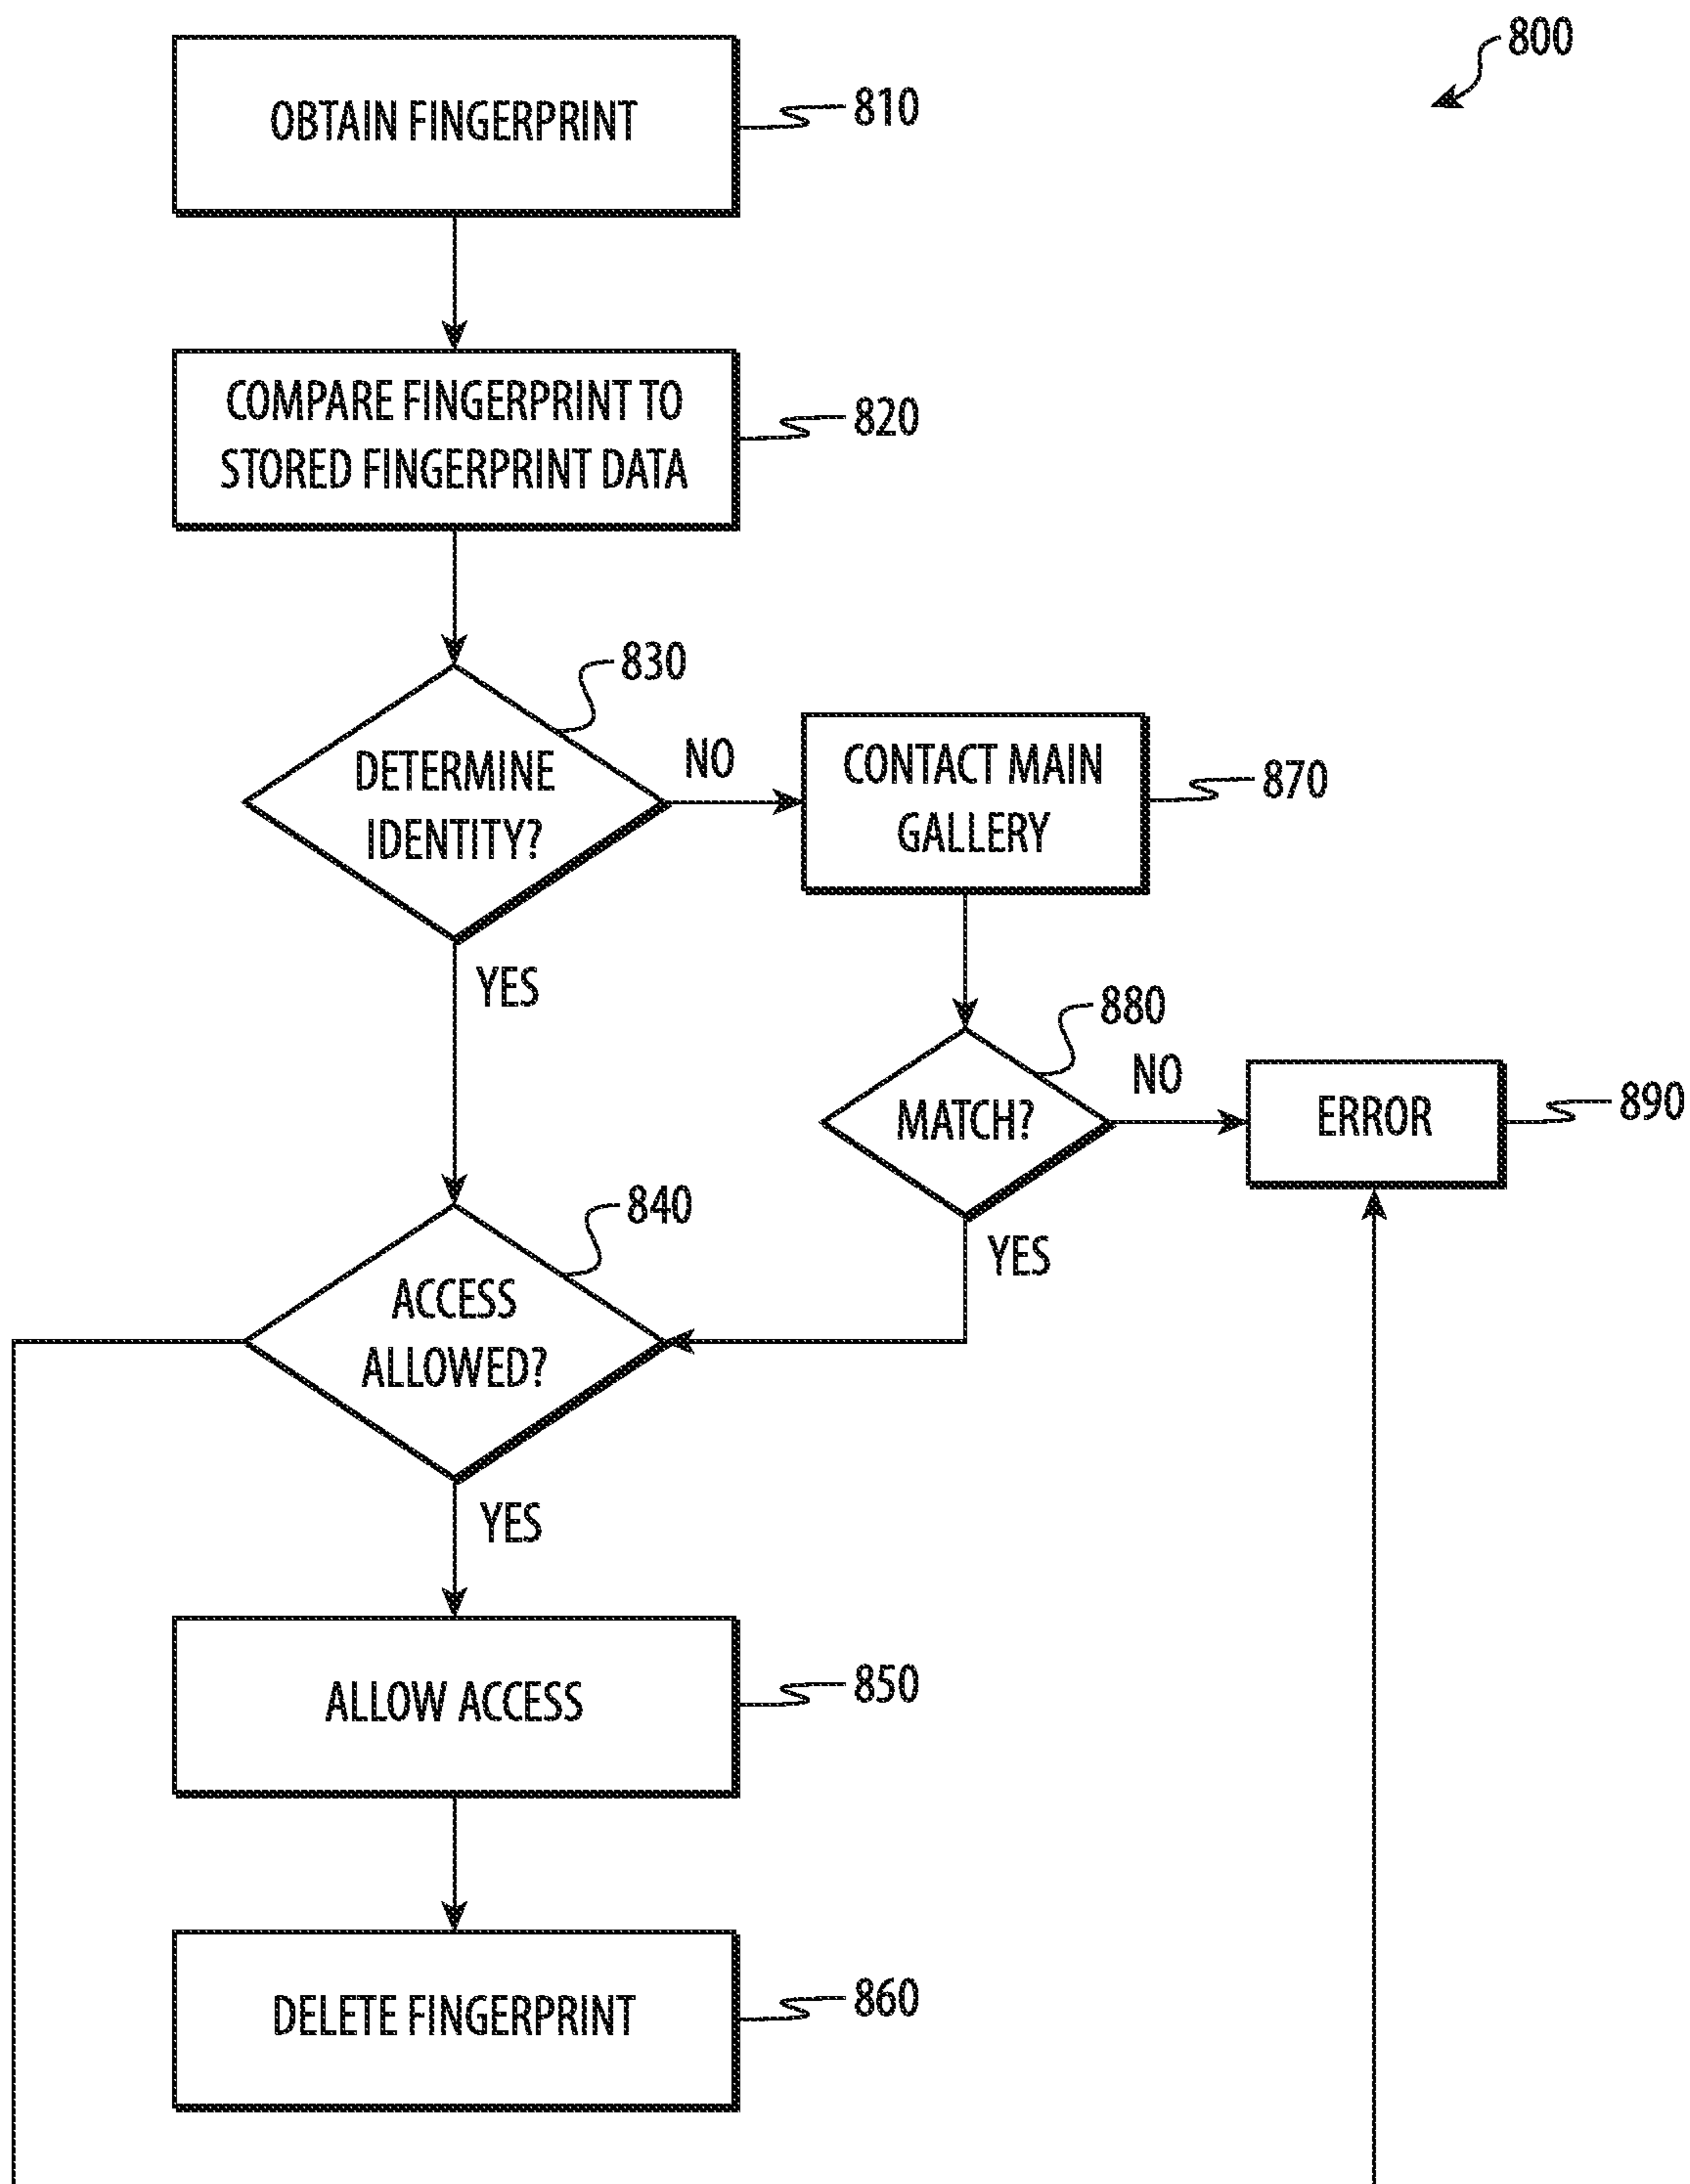 800
OBTAIN FINGERPRINT
810
COMPARE FINGERPRINT TO
STORED FINGERPRINT DATA
820
830
DETERMINE
IDENTITY?
NO
CONTACT MAIN
GALLERY
870
YES
880
MATCH?
NO
ERROR
890
YES
840
ACCESS
ALLOWED?
YES
ALLOW ACCESS
850
DELETE FINGERPRINT
860